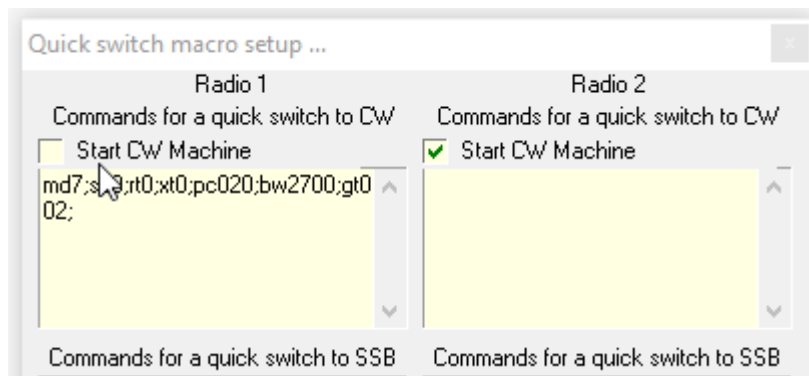 Quick switch macro setup ...
Radio 1
Commands for a quick switch to CW
Start CW Machine
md7; ;rt0;xt0;pc020;bw2700;gt0
02;
Commands for a quick switch to SSB
Radio 2
Commands for a quick switch to CW
Start CW Machine
Commands for a quick switch to SSB